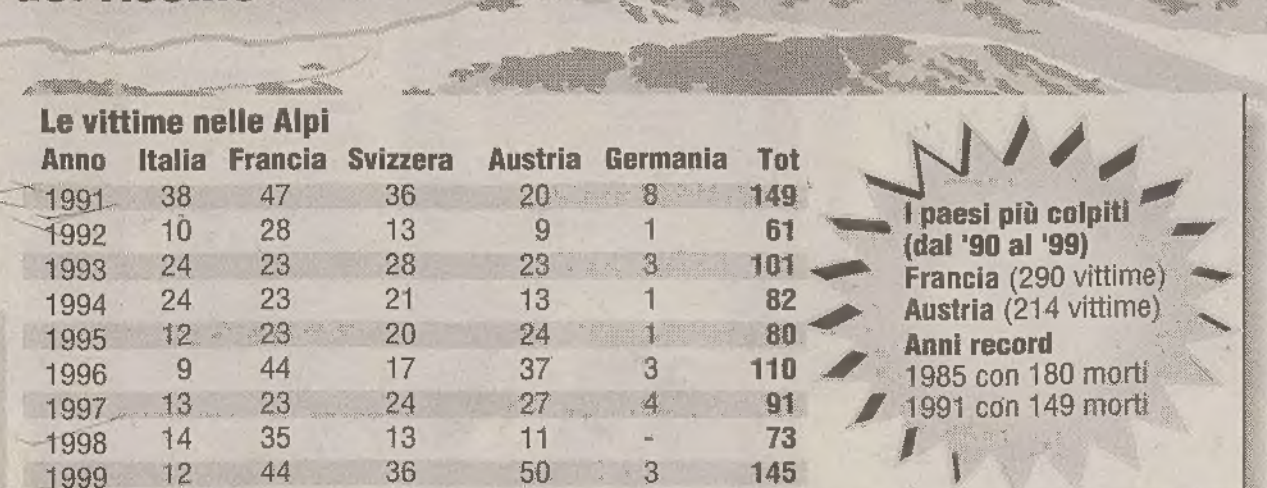 Le vittime nelle Alpi
Anno Italia Francia Svizzera Austria Germania Tot
1991 38 47 36 20 8 149
1992 10 28 13 9 1 61
1993 24 23 28 23 3 101
1994 24 23 21 13 1 82
1995 12 23 20 24 1 80
1996 9 44 17 37 3 110
1997 13 23 24 27 4 91
1998 14 35 13 11 - 73
1999 12 44 36 50 3 145
I paesi più colpiti
(dal '90 al '99)
Francia (290 vittime)
Austria (214 vittime)
Anni record
1985 con 180 morti
1991 con 149 morti